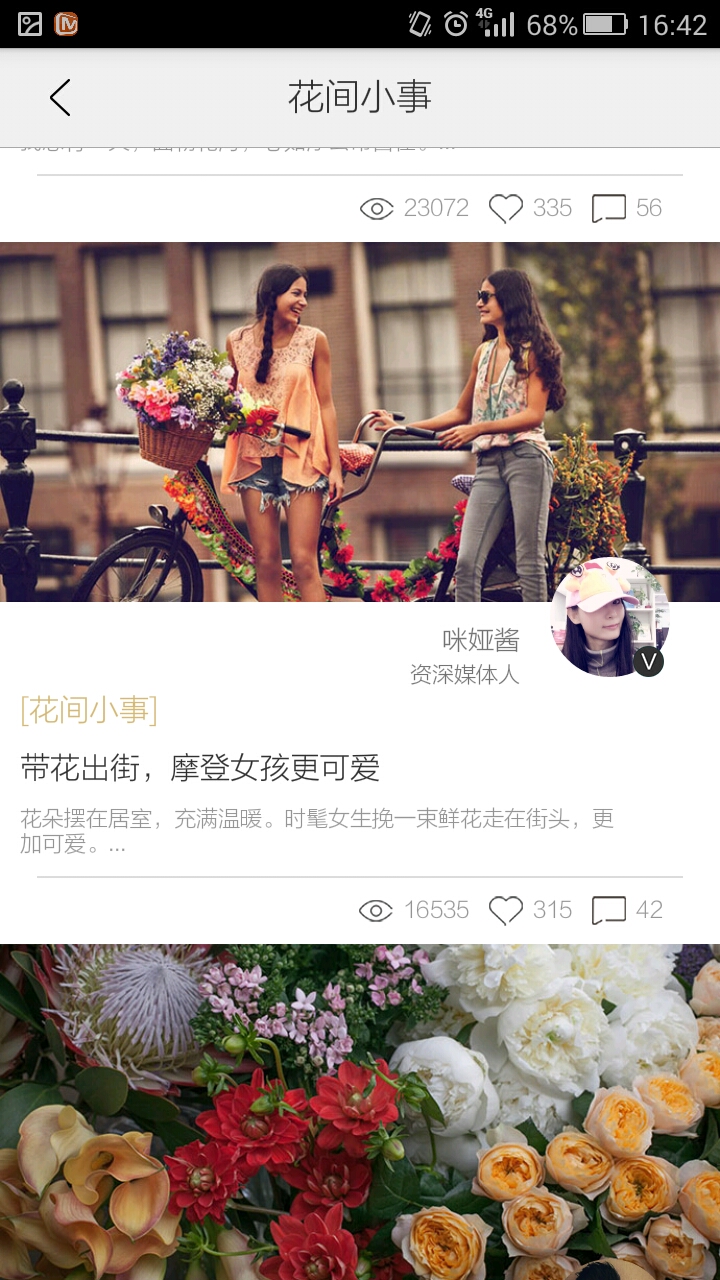 4G 68% 16:42
花间小事
23072 335 56
咪娅酱
资深媒体人
V
[花间小事]
带花出街，摩登女孩更可爱
花朵摆在居室，充满温暖。时髦女生挽一束鲜花走在街头，更
加可爱。...
16535 315 42